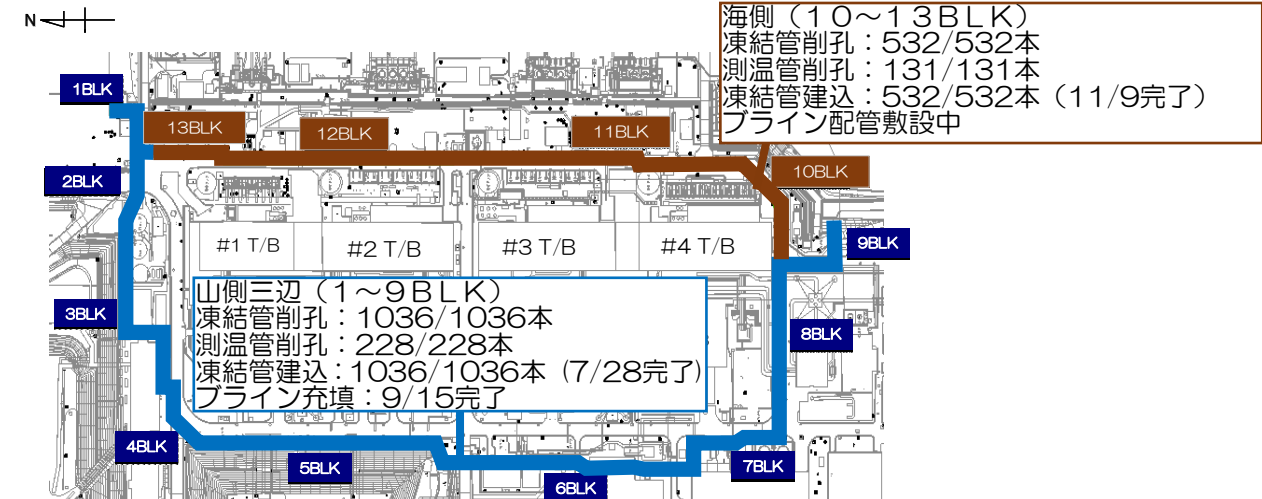 N
海側（１０～１３ＢＬＫ）
凍結管削孔：532/532本
測温管削孔：131/131本
凍結管建込：532/532本（11/9完了）
ブライン配管敷設中
1BLK
13BLK
12BLK
11BLK
10BLK
2BLK
#1 T/B
#2 T/B
#3 T/B
#4 T/B
9BLK
山側三辺（１～９ＢＬＫ）
凍結管削孔：1036/1036本
測温管削孔：228/228本
凍結管建込：1036/1036本（7/28完了）
ブライン充填：9/15完了
3BLK
8BLK
4BLK
5BLK
6BLK
7BLK